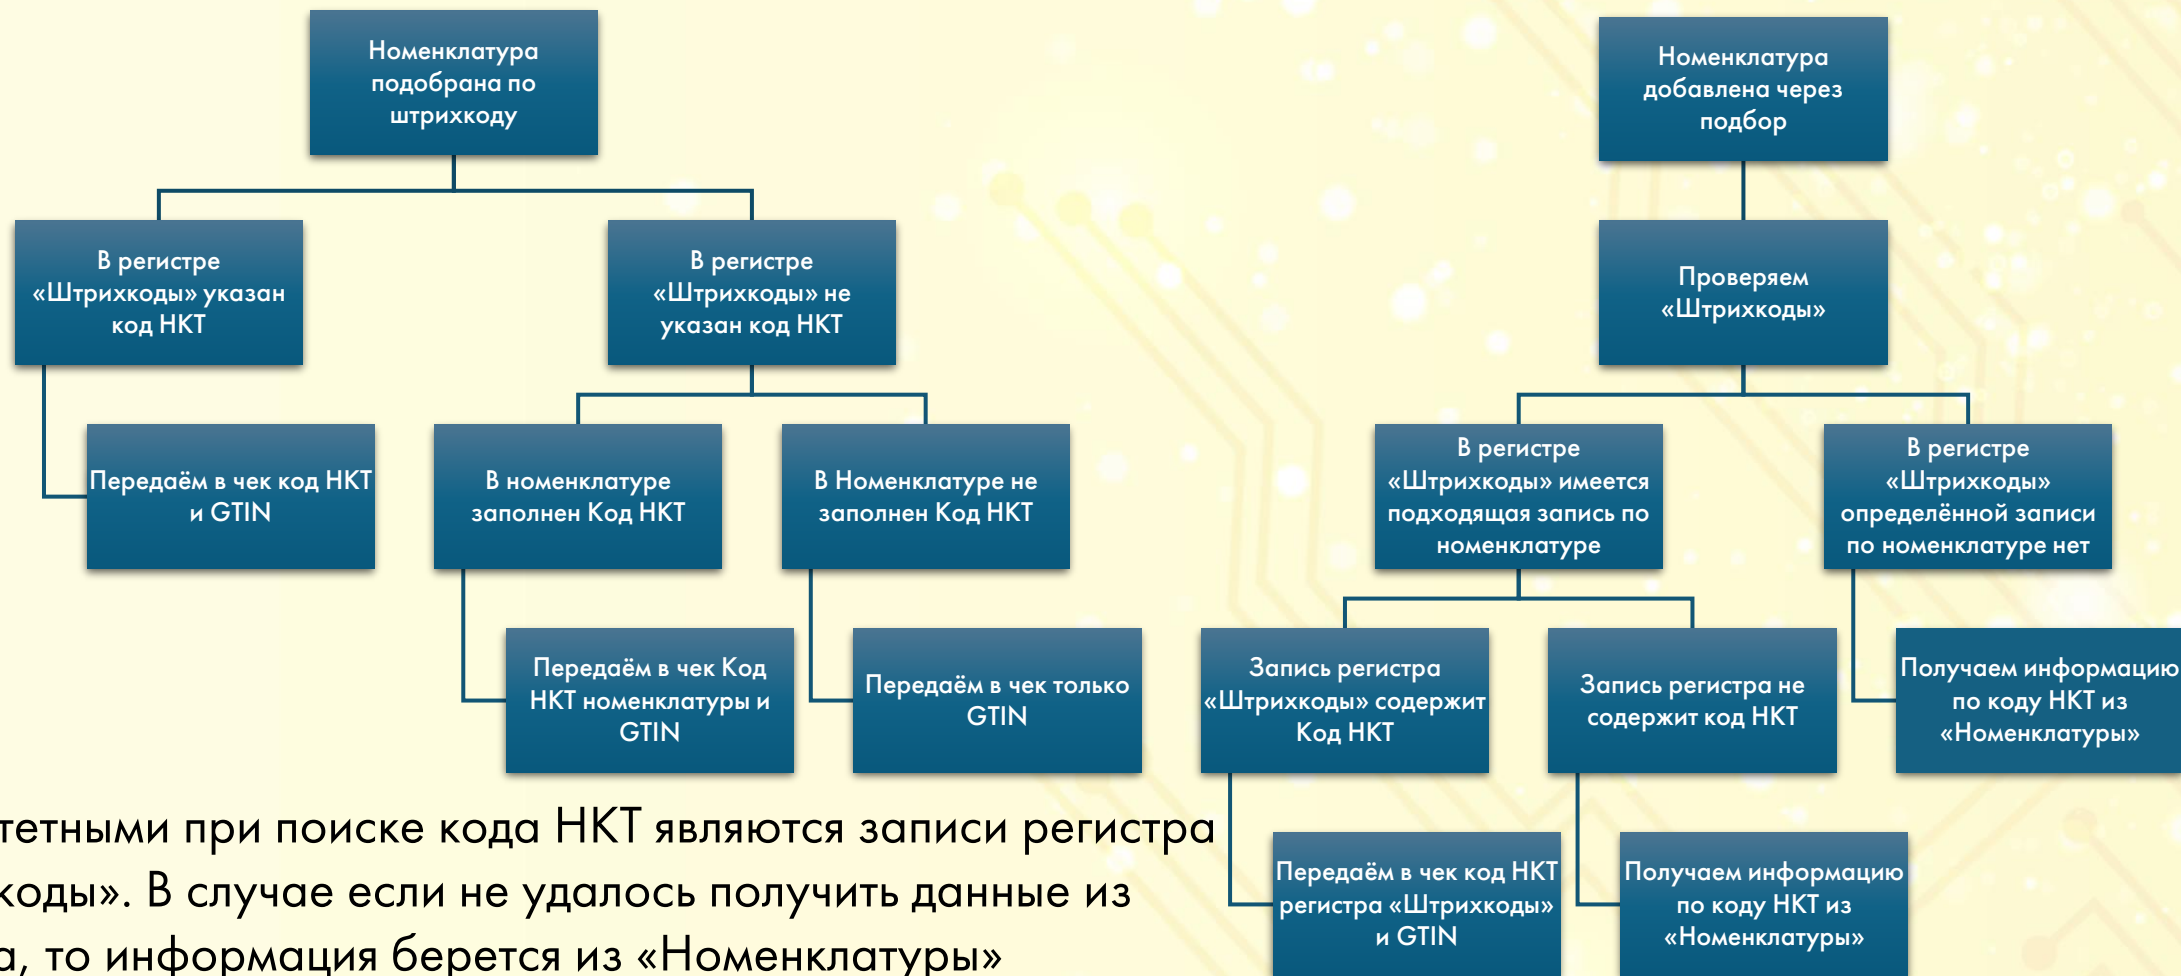 Номенклатура
подобрана по
штрихкоду
В регистре
«Штрихкоды» указан
код НКТ
Передаём в чек код НКТ
и GTIN
В регистре
«Штрихкоды» не
указан код НКТ
В номенклатуре
заполнен Код НКТ
Передаём в чек Код
НКТ номенклатуры и
GTIN
В Номенклатуре не
заполнен Код НКТ
Передаём в чек только
GTIN
Номенклатура
добавлена через
подбор
Проверяем
«Штрихкоды»
В регистре
«Штрихкоды» имеется
подходящая запись по
номенклатуре
Запись регистра
«Штрихкоды» содержит
Код НКТ
Передаём в чек код НКТ
регистра «Штрихкоды»
и GTIN
Запись регистра не
содержит код НКТ
Получаем информацию
по коду НКТ из
«Номенклатуры»
В регистре
«Штрихкоды»
определённой записи
по номенклатуре нет
Получаем информацию
по коду НКТ из
«Номенклатуры»
тетными при поиске кода НКТ являются записи регистра
коды». В случае если не удалось получить данные из
а, то информация берется из «Номенклатуры»